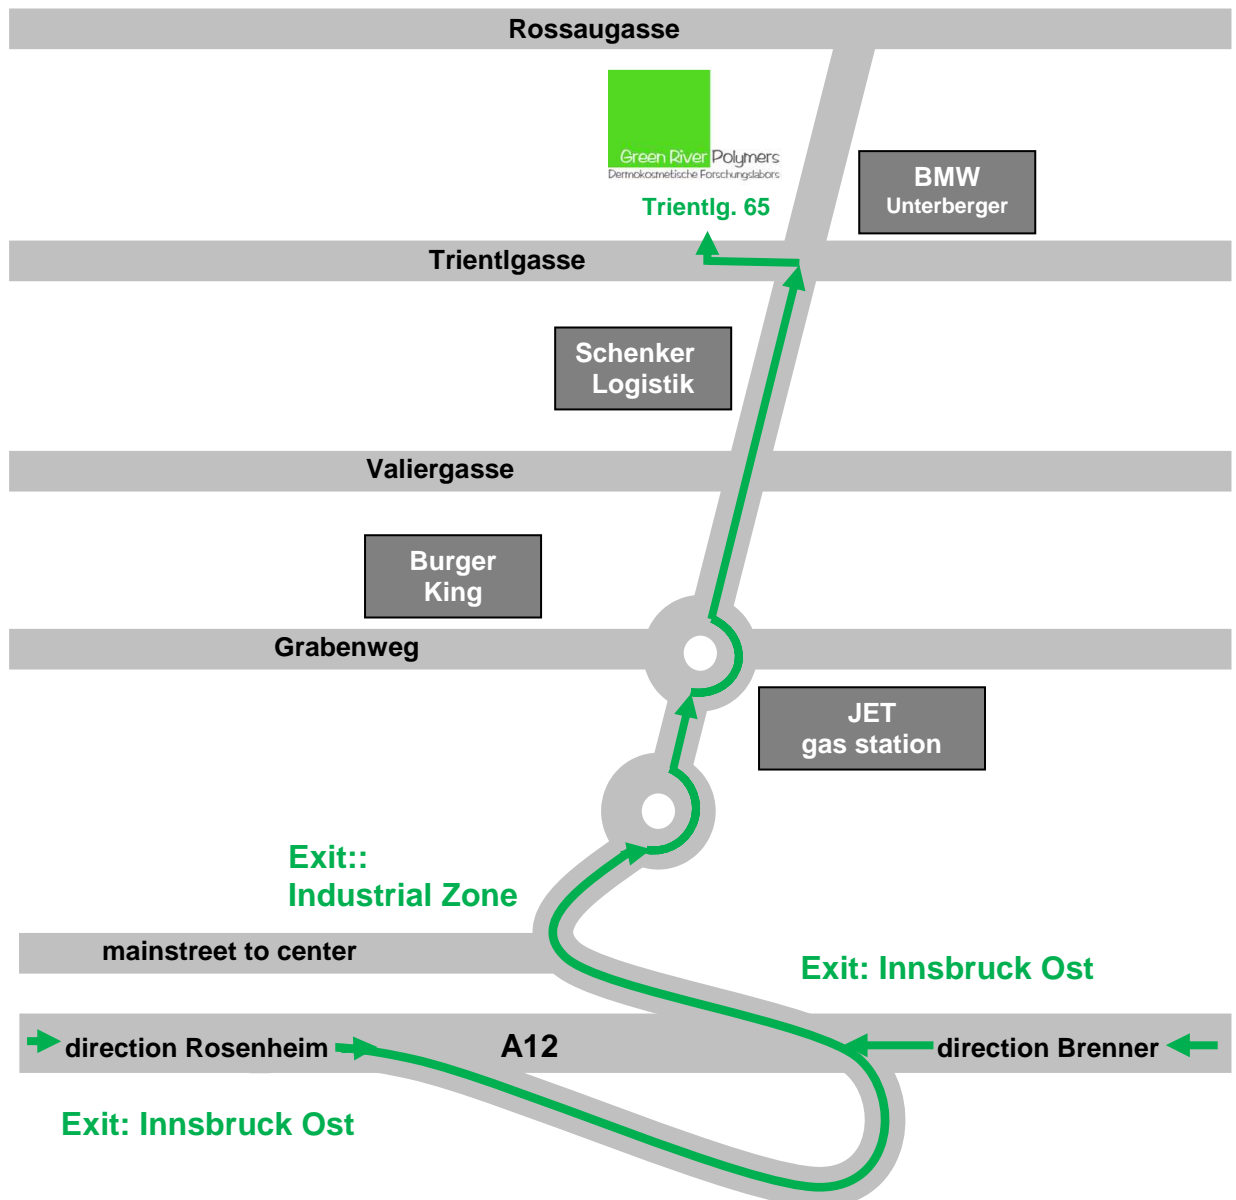 Rossaugasse
Green River Polymers
Dermokosmetische Forschungslabors
Trientlg. 65
BMW
Unterberger
Trientlgasse
Schenker
Logistik
Valiergasse
Burger
King
Grabenweg
JET
gas station
Exit::
Industrial Zone
mainstreet to center
Exit: Innsbruck Ost
direction Rosenheim
A12
direction Brenner
Exit: Innsbruck Ost